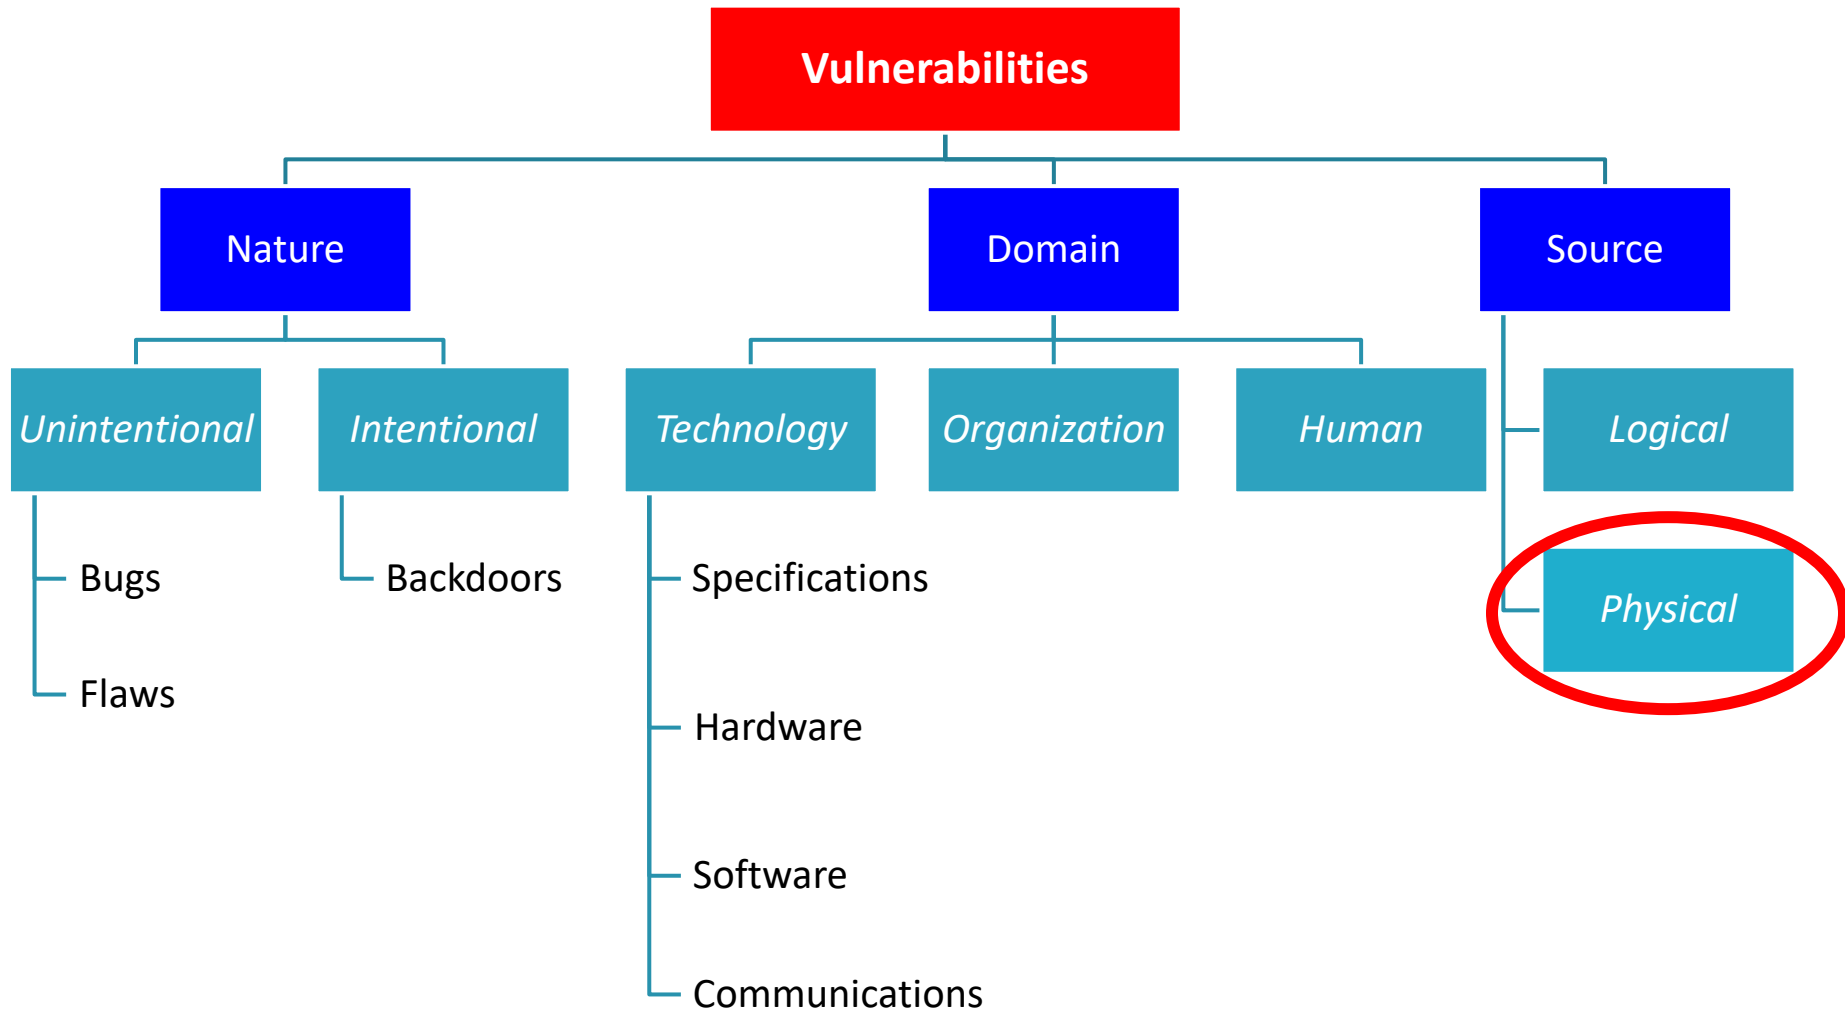 Vulnerabilities
Nature
Domain
Source
Unintentional
Intentional
Technology
Organization
Human
Logical
Bugs
Backdoors
Specifications
Physical
Flaws
Hardware
Software
Communications